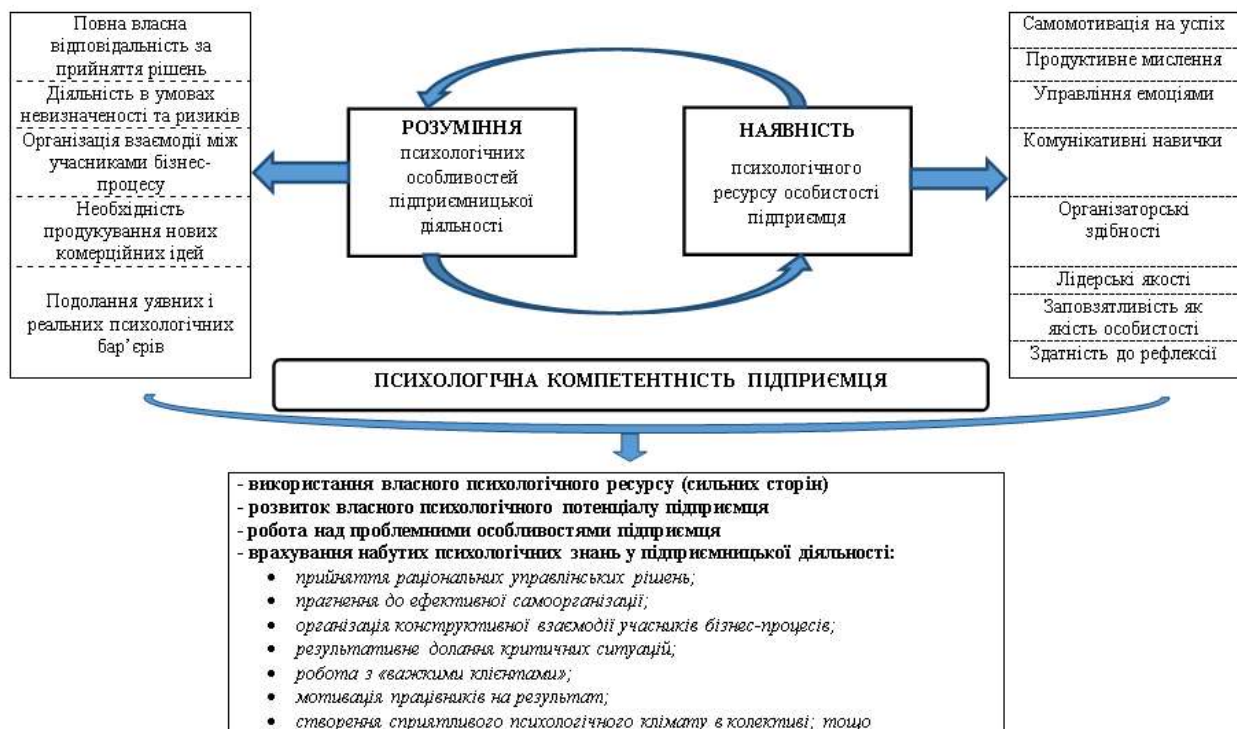 Повна власна
відповідальність за
прийняття рішень
Діяльність в умовах
невизначеності та ризиків
Організація взаємодії між
учасниками бізнес-
процесу
Необхідність
продукування нових
комерційних ідей
Подолання уявних і
реальних психологічних
бар’єрів
РОЗУМІННЯ
психологічних
особливостей
підприємницької
діяльності
НАЯВНІСТЬ
психологічного
ресурсу особистості
підприємця
Самомотивація на успіх
Продуктивне мислення
Управління емоціями
Комунікативні навички
Організаторські
здібності
Лідерські якості
Заповзятливість як
якість особистості
Здатність до рефлексії
ПСИХОЛОГІЧНА КОМПЕТЕНТНІСТЬ ПІДПРИЄМЦЯ
- використання власного психологічного ресурсу (сильних сторін)
- розвиток власного психологічного потенціалу підприємця
- робота над проблемними особливостями підприємця
- врахування набутих психологічних знань у підприємницької діяльності:
• прийняття раціональних управлінських рішень;
• прагнення до ефективної самоорганізації;
• організація конструктивної взаємодії учасників бізнес-процесів;
• результативне долання критичних ситуацій;
• робота з «важкими клієнтами»;
• мотивація працівників на результат;
• створення сприятливого психологічного клімату в колективі; тощо